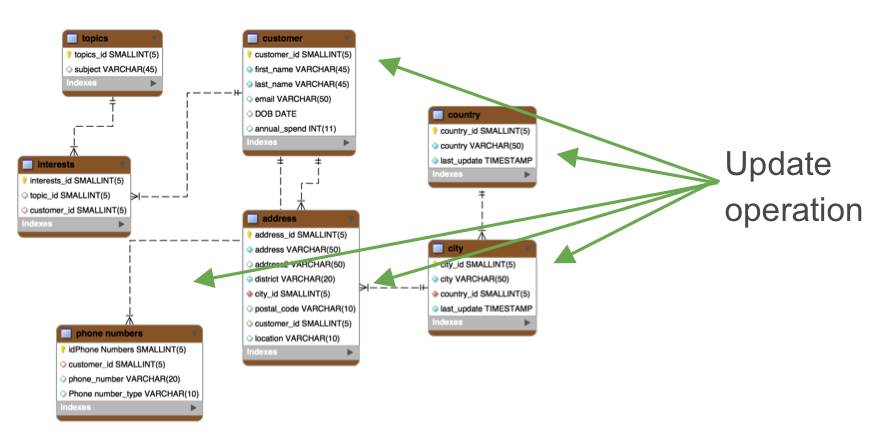 topics
topics_id SMALLINT(5)
subject VARCHAR(45)
Indexes
customer
customer_id SMALLINT(5)
first_name VARCHAR(45)
last_name VARCHAR(45)
email VARCHAR(50)
DOB DATE
annual_spend INT(11)
Indexes
country
country_id SMALLINT(5)
country VARCHAR(50)
last_update TIMESTAMP
Indexes
Update
operation
interests
interests_id SMALLINT(5)
topic_id SMALLINT(5)
customer_id SMALLINT(5)
Indexes
address
address_id SMALLINT(5)
address VARCHAR(50)
address2 VARCHAR(50)
district VARCHAR(20)
city_id SMALLINT(5)
postal_code VARCHAR(10)
customer_id SMALLINT(5)
location VARCHAR(10)
Indexes
city
city_id SMALLINT(5)
city VARCHAR(50)
country_id SMALLINT(5)
last_update TIMESTAMP
Indexes
phone numbers
idPhone Numbers SMALLINT(5)
customer_id SMALLINT(5)
phone_number VARCHAR(20)
Phone number_type VARCHAR(10)
Indexes